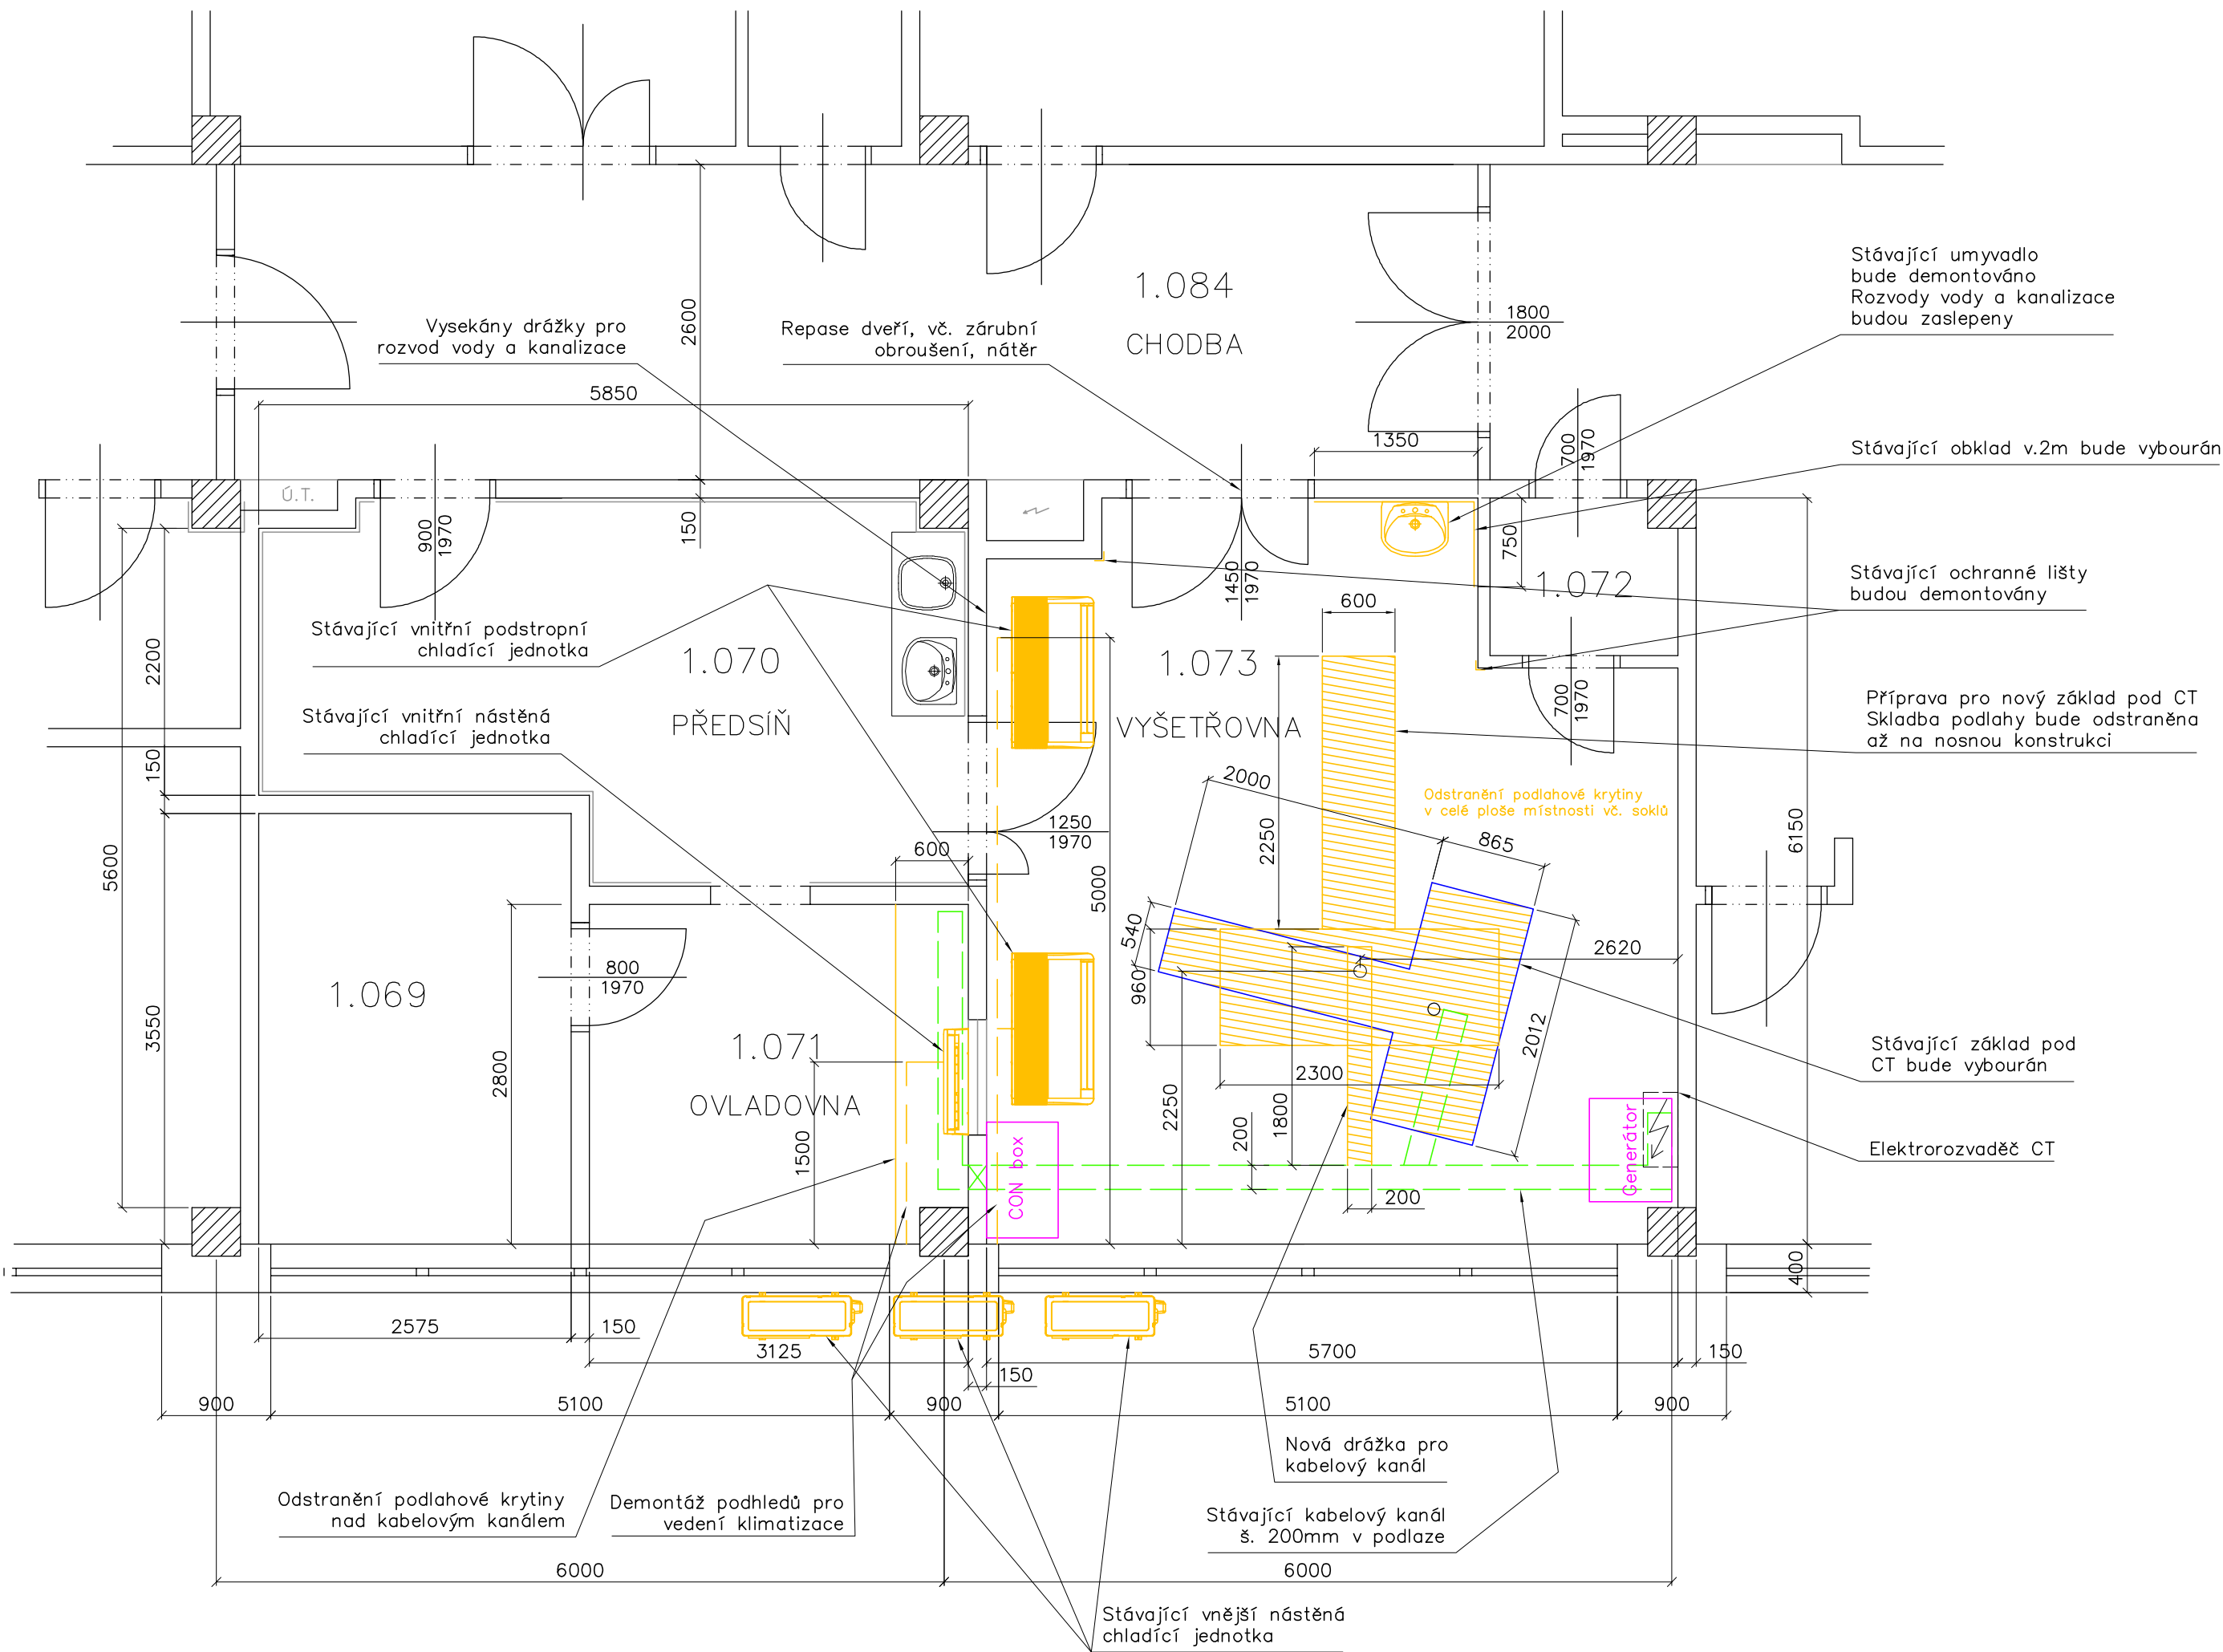 Stávající umyvadlo
bude demontováno
Rozvody vody a kanalizace
budou zaslepeny
1.084
CHODBA
1800
2000
2600
Vysekány drážky pro
rozvod vody a kanalizace
Repase dveří, vč. zárubní
obroušení, nátěr
5850
1350
700
1970
Stávající obklad v.2m bude vybourán
Ú.T.
900
1970
150
1450
1970
750
1.072
6150
Stávající ochranné lišty
budou demontovány
600
Stávající vnitřní podstropní
chladící jednotka
2200
1.070
PŘEDSÍŇ
1.073
VYŠETŘOVNA
700
1970
Příprava pro nový základ pod CT
Skladba podlahy bude odstraněna
až na nosnou konstrukci
Stávající vnitřní nástěná
chladící jednotka
150
2000
Odstranění podlahové krytiny
v celé ploše místnosti vč. soklů
1250
1970
2250
865
600
5600
5000
540
960
2620
800
1970
1.069
3550
2800
1.071
OVLADOVNA
1500
2012
2300
2250
1800
200
Stávající základ pod
CT bude vybourán
Generátor
Elektrorozvaděč CT
CON box
200
400
2575
150
3125
150
5700
150
900
5100
900
5100
900
Nová drážka pro
kabelový kanál
Odstranění podlahové krytiny
nad kabelovým kanálem
Demontáž podhledů pro
vedení klimatizace
Stávající kabelový kanál
š. 200mm v podlaze
6000
6000
Stávající vnější nástěná
chladící jednotka